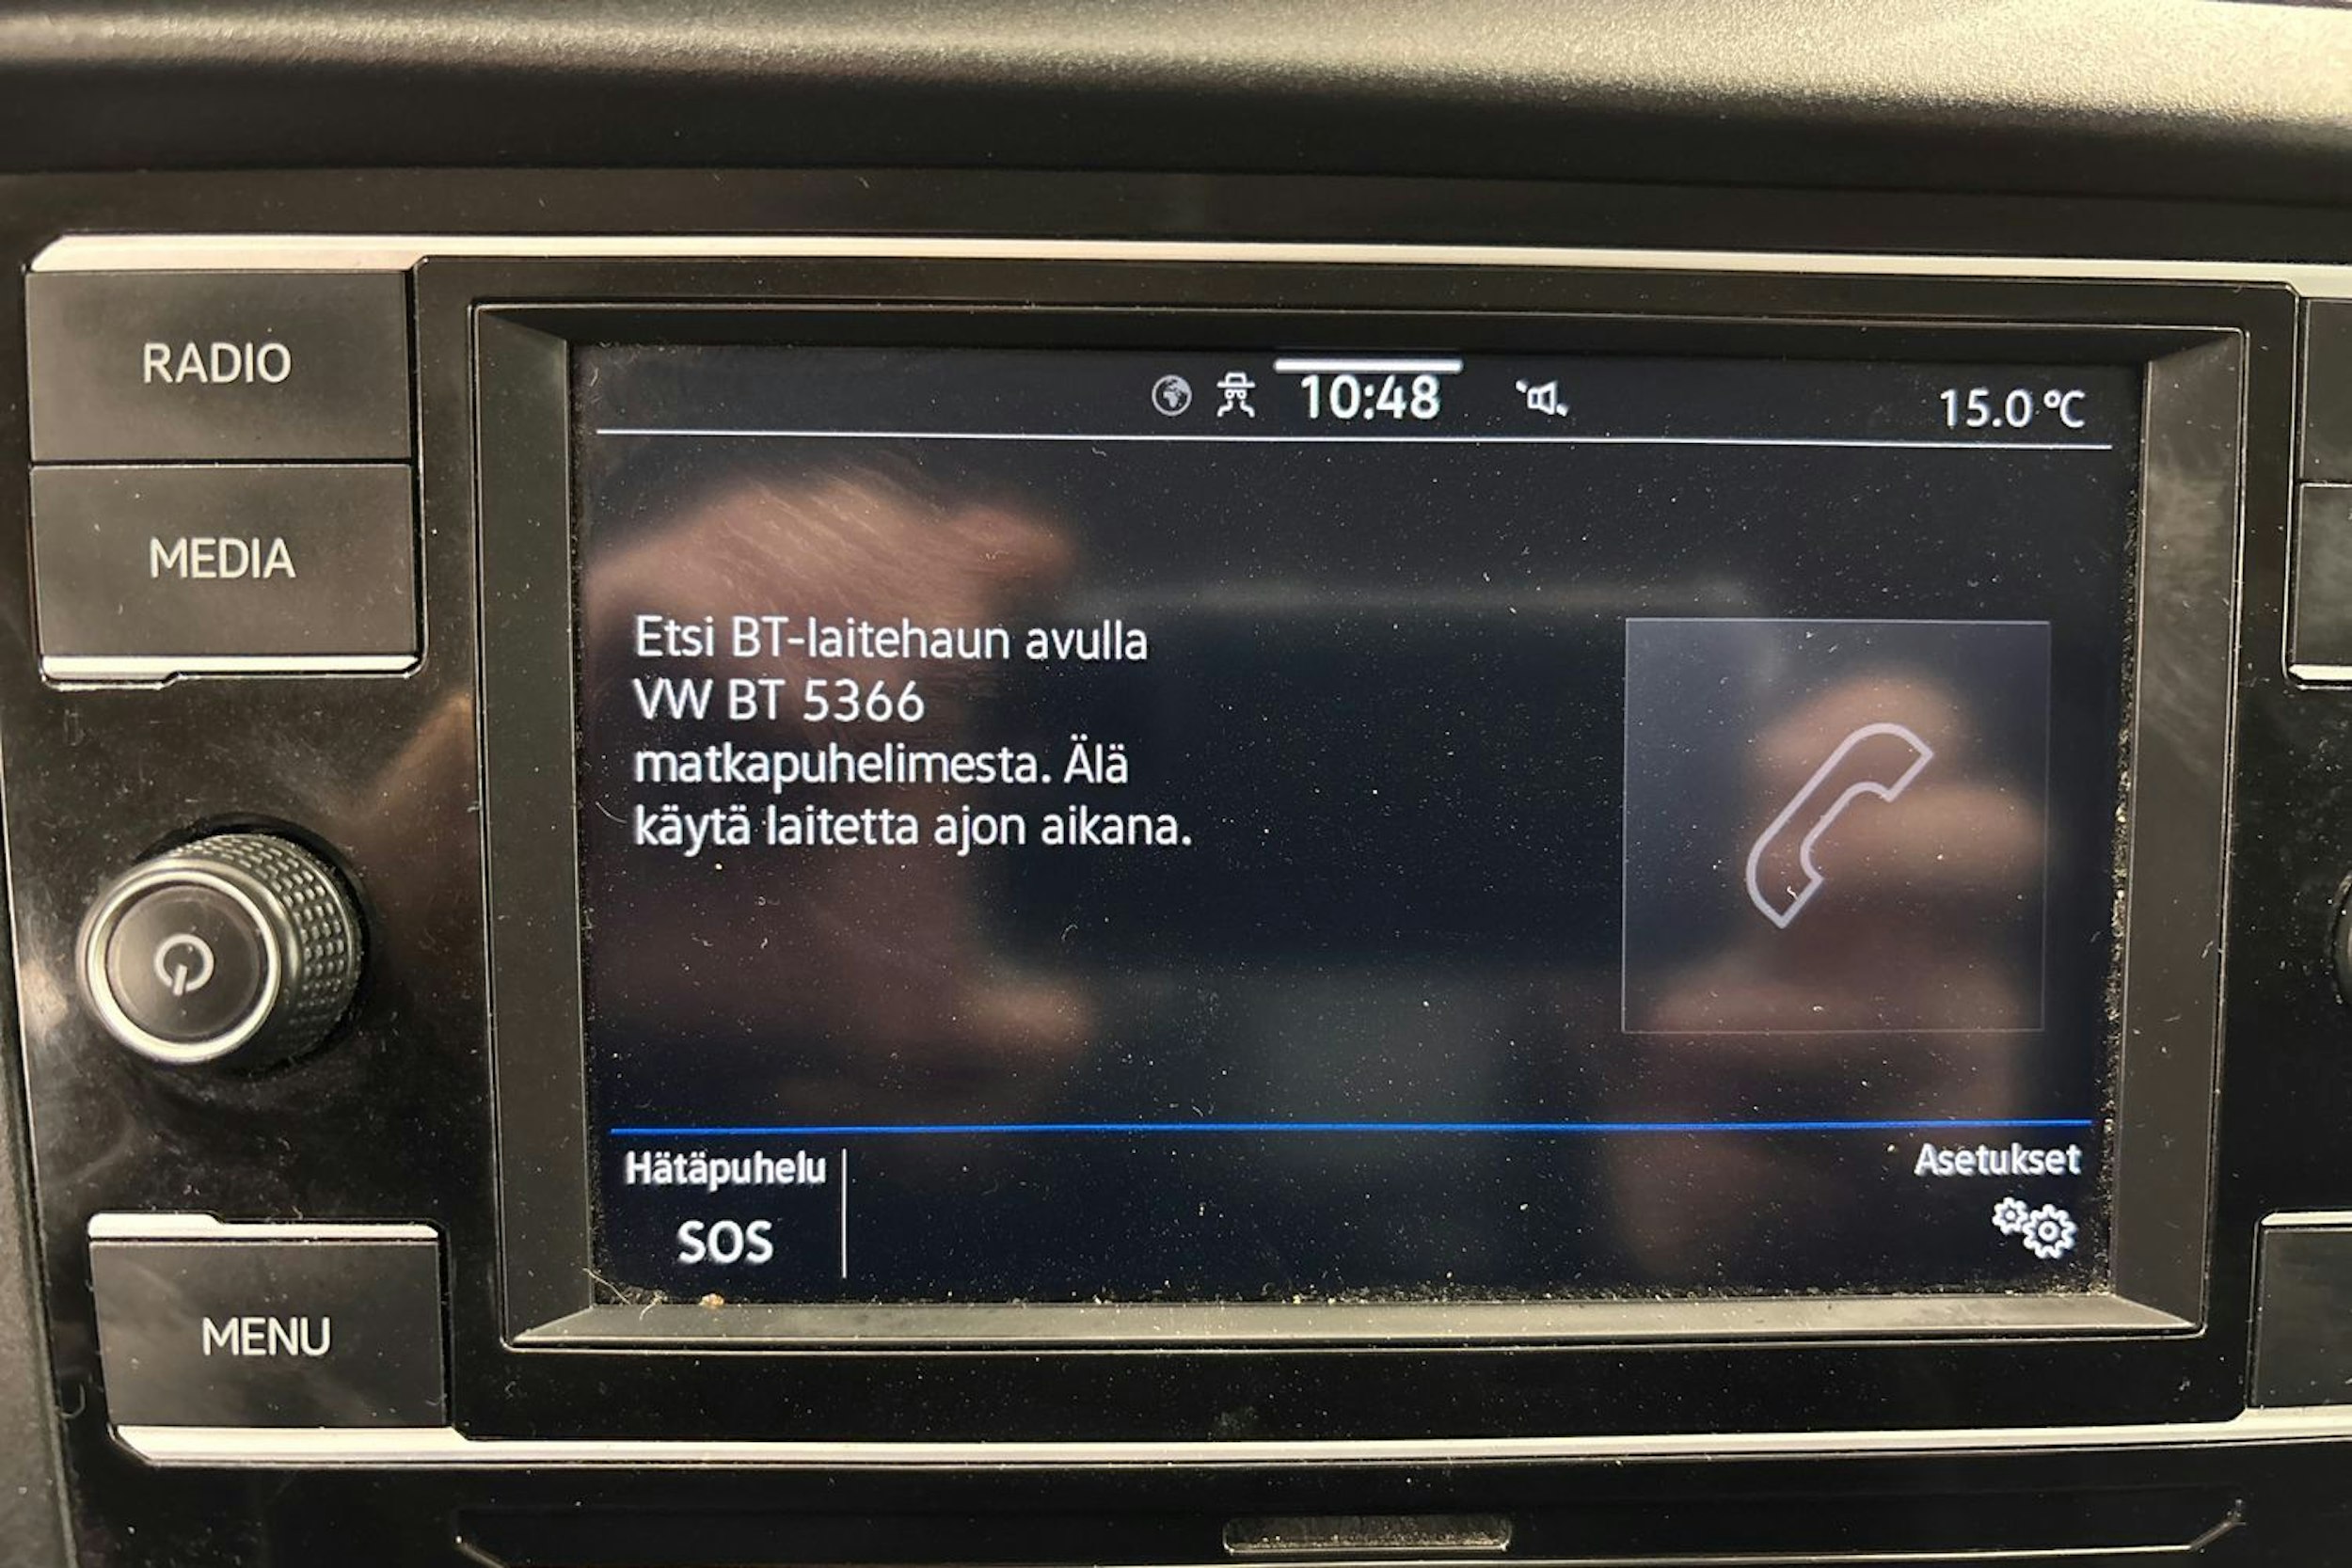 RADIO
MEDIA
MENU
10:48
15.0 °C
Etsi BT-laitehaun avulla
VW BT 5366
matkapuhelimesta. Älä
käytä laitetta ajon aikana.
Hätäpuhelu
SOS
Asetukset